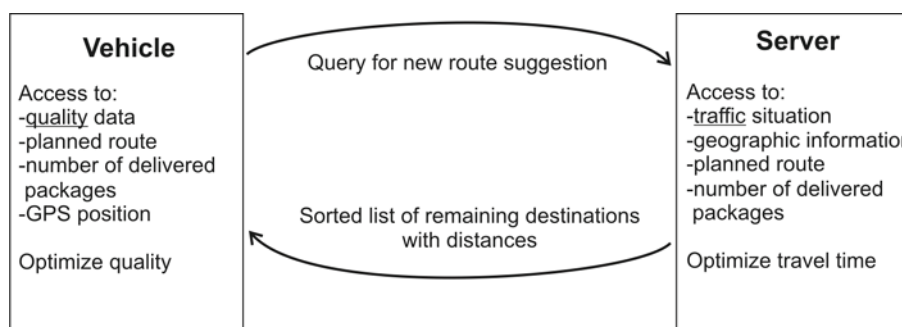 Vehicle
Access to:
-quality data
-planned route
-number of delivered
packages
-GPS position
Optimize quality
Query for new route suggestion
Sorted list of remaining destinations
with distances
Server
Access to:
-traffic situation
-geographic information
-planned route
-number of delivered
packages
Optimize travel time